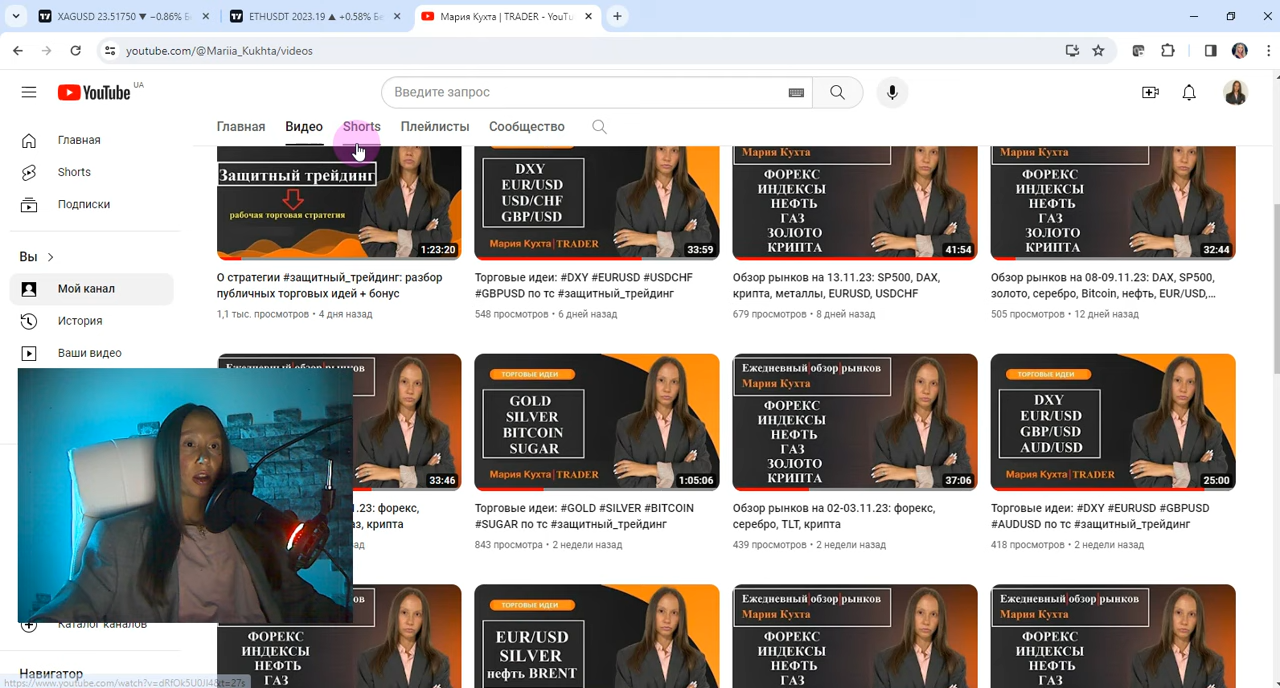 XAGUSD 23.51750 ▼ −0.86% Б
ETHUSDT 2023.19 ▲ +0.58% Б
Мария Кухта | TRADER - YouTu
youtube.com/@Mariia_Kukhta/videos
YouTube UA
Введите запрос
Главная Видео Shorts Плейлисты Сообщество
Главная
Shorts
Подписки
Вы
Мой канал
История
Ваши видео
Каталог каналов
Навигатор
https://www.youtube.com/watch?v=dRfOk5U0JI4&t=27s
Защитный трейдинг
рабочая торговая стратегия
1:23:20
О стратегии #защитный_трейдинг: разбор
публичных торговых идей + бонус
1,1 тыс. просмотров • 4 дня назад
DXY
EUR/USD
USD/CHF
GBP/USD
Мария Кухта | TRADER
33:59
Торговые идеи: #DXY #EURUSD #USDCHF
#GBPUSD по тс #защитный_трейдинг
548 просмотров • 6 дней назад
Мария Кухта
ФОРЕКС
ИНДЕКСЫ
НЕФТЬ
ГАЗ
ЗОЛОТО
КРИПТА
41:54
Обзор рынков на 13.11.23: SP500, DAX,
крипта, металлы, EURUSD, USDCHF
679 просмотров • 8 дней назад
Мария Кухта
ФОРЕКС
ИНДЕКСЫ
НЕФТЬ
ГАЗ
ЗОЛОТО
КРИПТА
32:44
Обзор рынков на 08-09.11.23: DAX, SP500,
золото, серебро, Bitcoin, нефть, EUR/USD,...
505 просмотров • 12 дней назад
33:46
.11.23: форекс,
аз, крипта
ад
ТОРГОВЫЕ ИДЕИ
GOLD
SILVER
BITCOIN
SUGAR
Мария Кухта | TRADER
1:05:06
Торговые идеи: #GOLD #SILVER #BITCOIN
#SUGAR по тс #защитный_трейдинг
843 просмотра • 2 недели назад
Ежедневный обзор рынков
Мария Кухта
ФОРЕКС
ИНДЕКСЫ
НЕФТЬ
ГАЗ
ЗОЛОТО
КРИПТА
37:06
Обзор рынков на 02-03.11.23: форекс,
серебро, TLT, крипта
439 просмотров • 2 недели назад
ТОРГОВЫЕ ИДЕИ
DXY
EUR/USD
GBP/USD
AUD/USD
Мария Кухта | TRADER
25:00
Торговые идеи: #DXY #EURUSD #GBPUSD
#AUDUSD по тс #защитный_трейдинг
418 просмотров • 2 недели назад
ФОРЕКС
ИНДЕКСЫ
НЕФТЬ
ГАЗ
ТОРГОВЫЕ ИДЕИ
EUR/USD
SILVER
нефть BRENT
Ежедневный обзор рынков
Мария Кухта
ФОРЕКС
ИНДЕКСЫ
НЕФТЬ
ГАЗ
Ежедневный обзор рынков
Мария Кухта
ФОРЕКС
ИНДЕКСЫ
НЕФТЬ
ГАЗ